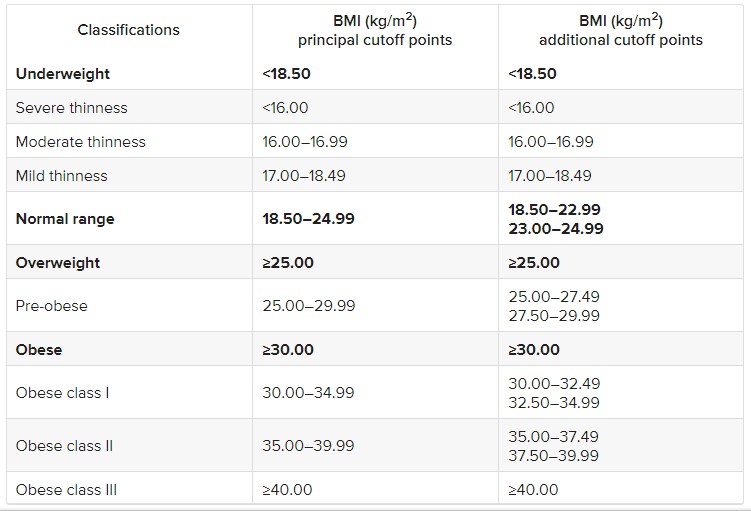 Classifications
BMI (kg/m²)
principal cutoff points
BMI (kg/m²)
additional cutoff points
Underweight <18.50 <18.50
Severe thinness <16.00 <16.00
Moderate thinness 16.00–16.99 16.00–16.99
Mild thinness 17.00–18.49 17.00–18.49
Normal range 18.50–24.99 18.50–22.99
23.00–24.99
Overweight ≥25.00 ≥25.00
Pre-obese 25.00–29.99 25.00–27.49
27.50–29.99
Obese ≥30.00 ≥30.00
Obese class I 30.00–34.99 30.00–32.49
32.50–34.99
Obese class II 35.00–39.99 35.00–37.49
37.50–39.99
Obese class III ≥40.00 ≥40.00